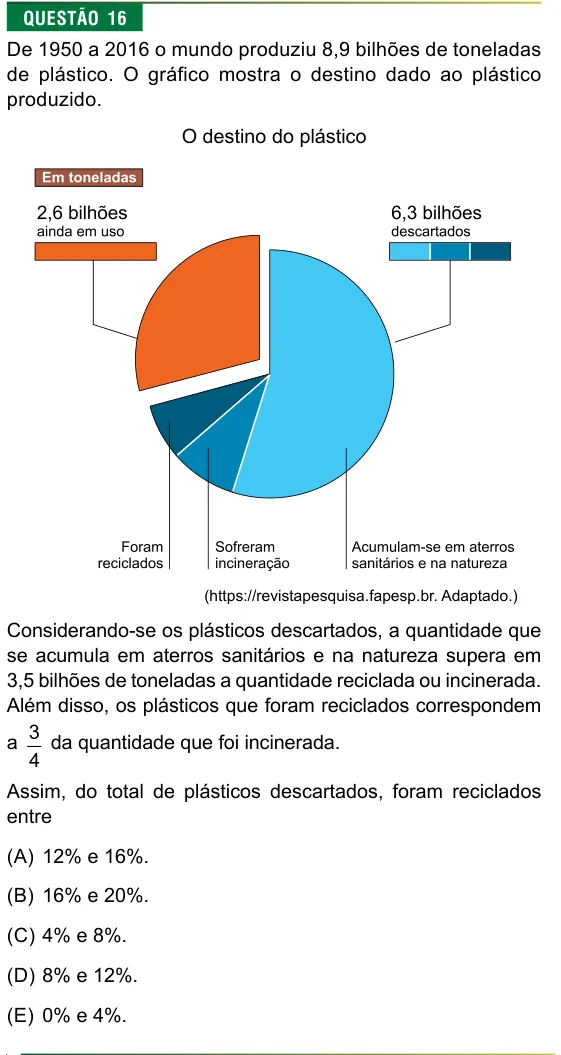 QUESTÃO 16
De 1950 a 2016 o mundo produziu 8,9 bilhões de toneladas
de plástico. O gráfico mostra o destino dado ao plástico
produzido.
O destino do plástico
Em toneladas
2,6 bilhões
ainda em uso
6,3 bilhões
descartados
Foram
reciclados
Sofreram
incineração
Acumulam-se em aterros
sanitários e na natureza
(https://revistapesquisa.fapesp.br. Adaptado.)
Considerando-se os plásticos descartados, a quantidade que
se acumula em aterros sanitários e na natureza supera em
3,5 bilhões de toneladas a quantidade reciclada ou incinerada.
Além disso, os plásticos que foram reciclados correspondem
a 3/4 da quantidade que foi incinerada.
Assim, do total de plásticos descartados, foram reciclados
entre
(A) 12% e 16%.
(B) 16% e 20%.
(C) 4% e 8%.
(D) 8% e 12%.
(E) 0% e 4%.